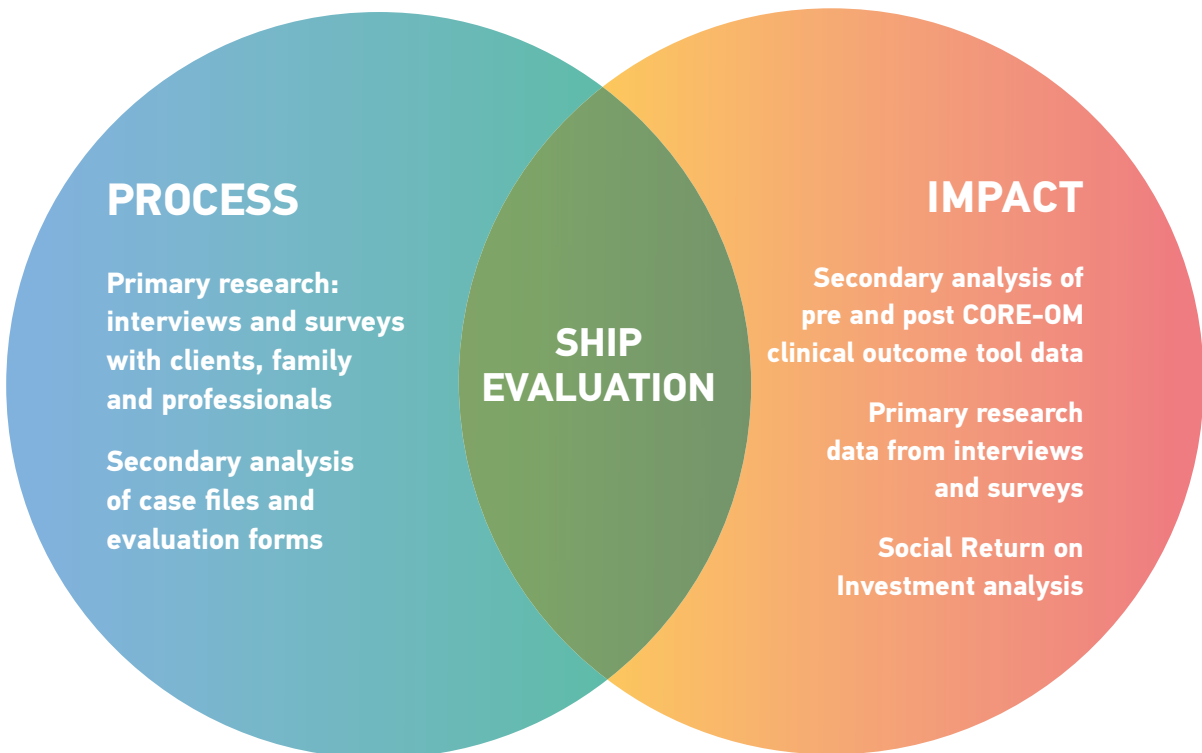 PROCESS
Primary research:
interviews and surveys
with clients, family
and professionals
Secondary analysis
of case files and
evaluation forms
SHIP
EVALUATION
IMPACT
Secondary analysis of
pre and post CORE-OM
clinical outcome tool data
Primary research
data from interviews
and surveys
Social Return on
Investment analysis